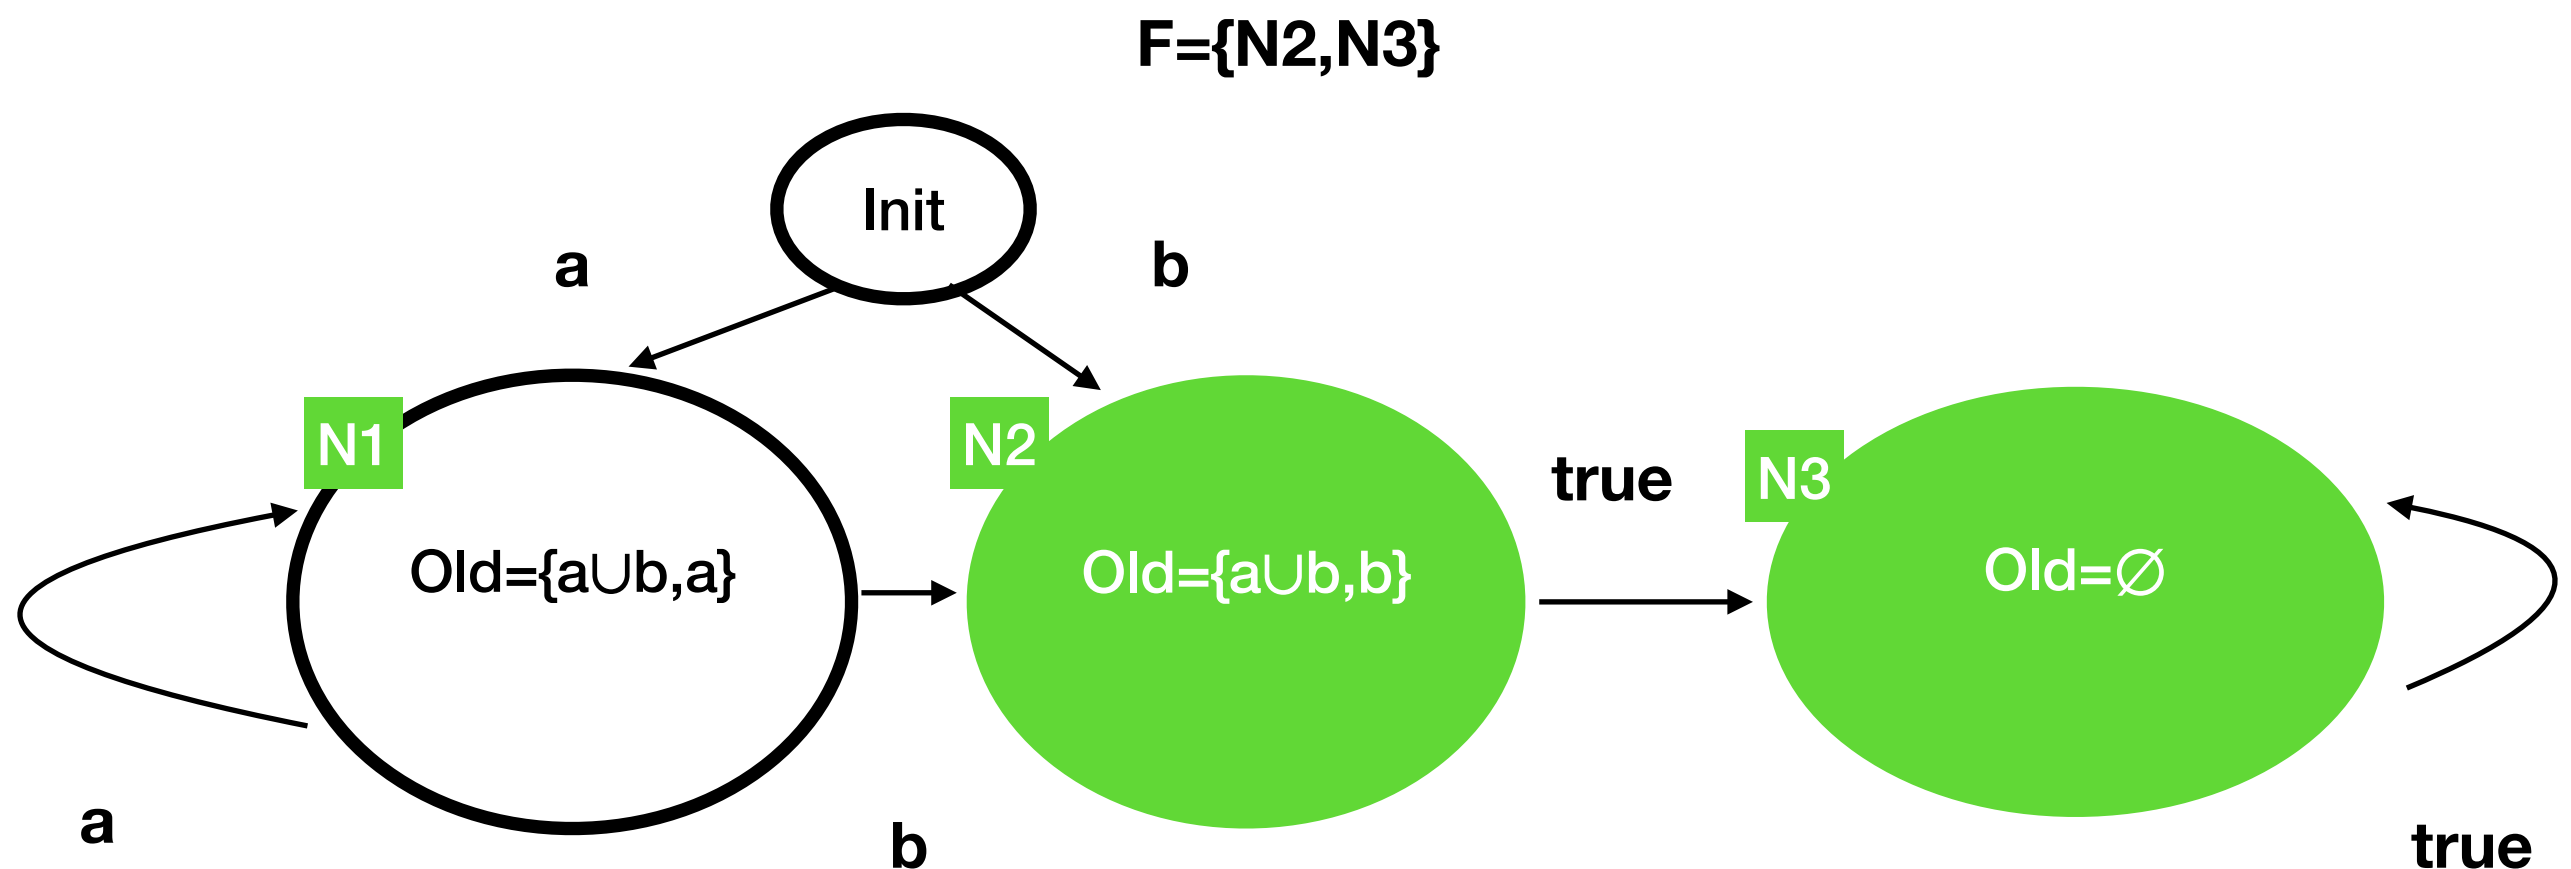 F={N2,N3}
Init
a
b
N1
N2
true
N3
Old={a∪b,a}
Old={a∪b,b}
Old=∅
a
b
true